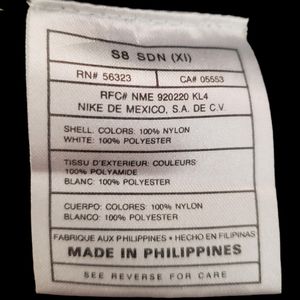 S8 SDN (XI)
RN# 56323 CA# 05553
RFC# NME 920220 KL4
NIKE DE MEXICO, S.A. DE C.V.
SHELL: COLORS: 100% NYLON
WHITE: 100% POLYESTER
TISSU D'EXTERIEUR: COULEURS
100% POLYAMIDE
BLANC: 100% POLYESTER
CUERPO: COLORES: 100% NYLON
BLANCO: 100% POLYESTER
FABRIQUE AUX PHILIPPINES • HECHO EN FILIPINAS
MADE IN PHILIPPINES
SEE REVERSE FOR CARE